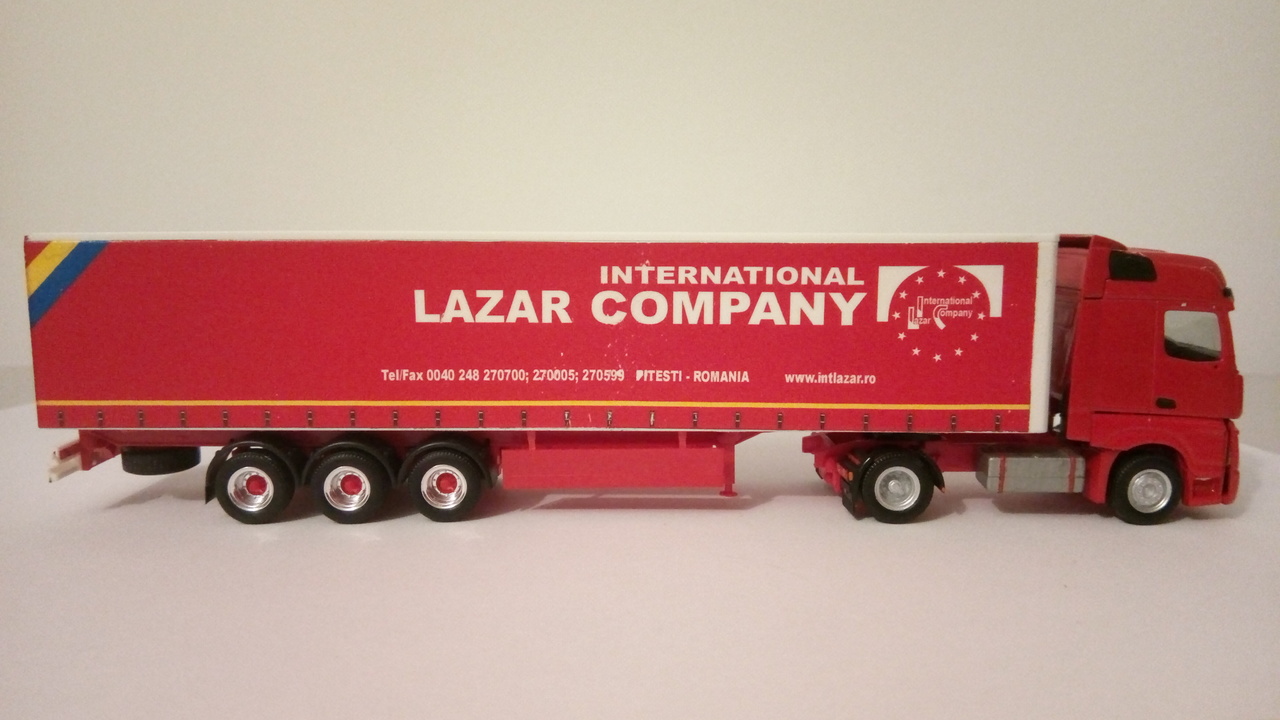 INTERNATIONAL
LAZAR COMPANY
International
Lazar Company
Tel/Fax 0040 248 270700; 270005; 270599 PITESTI - ROMANIA www.intlazar.ro